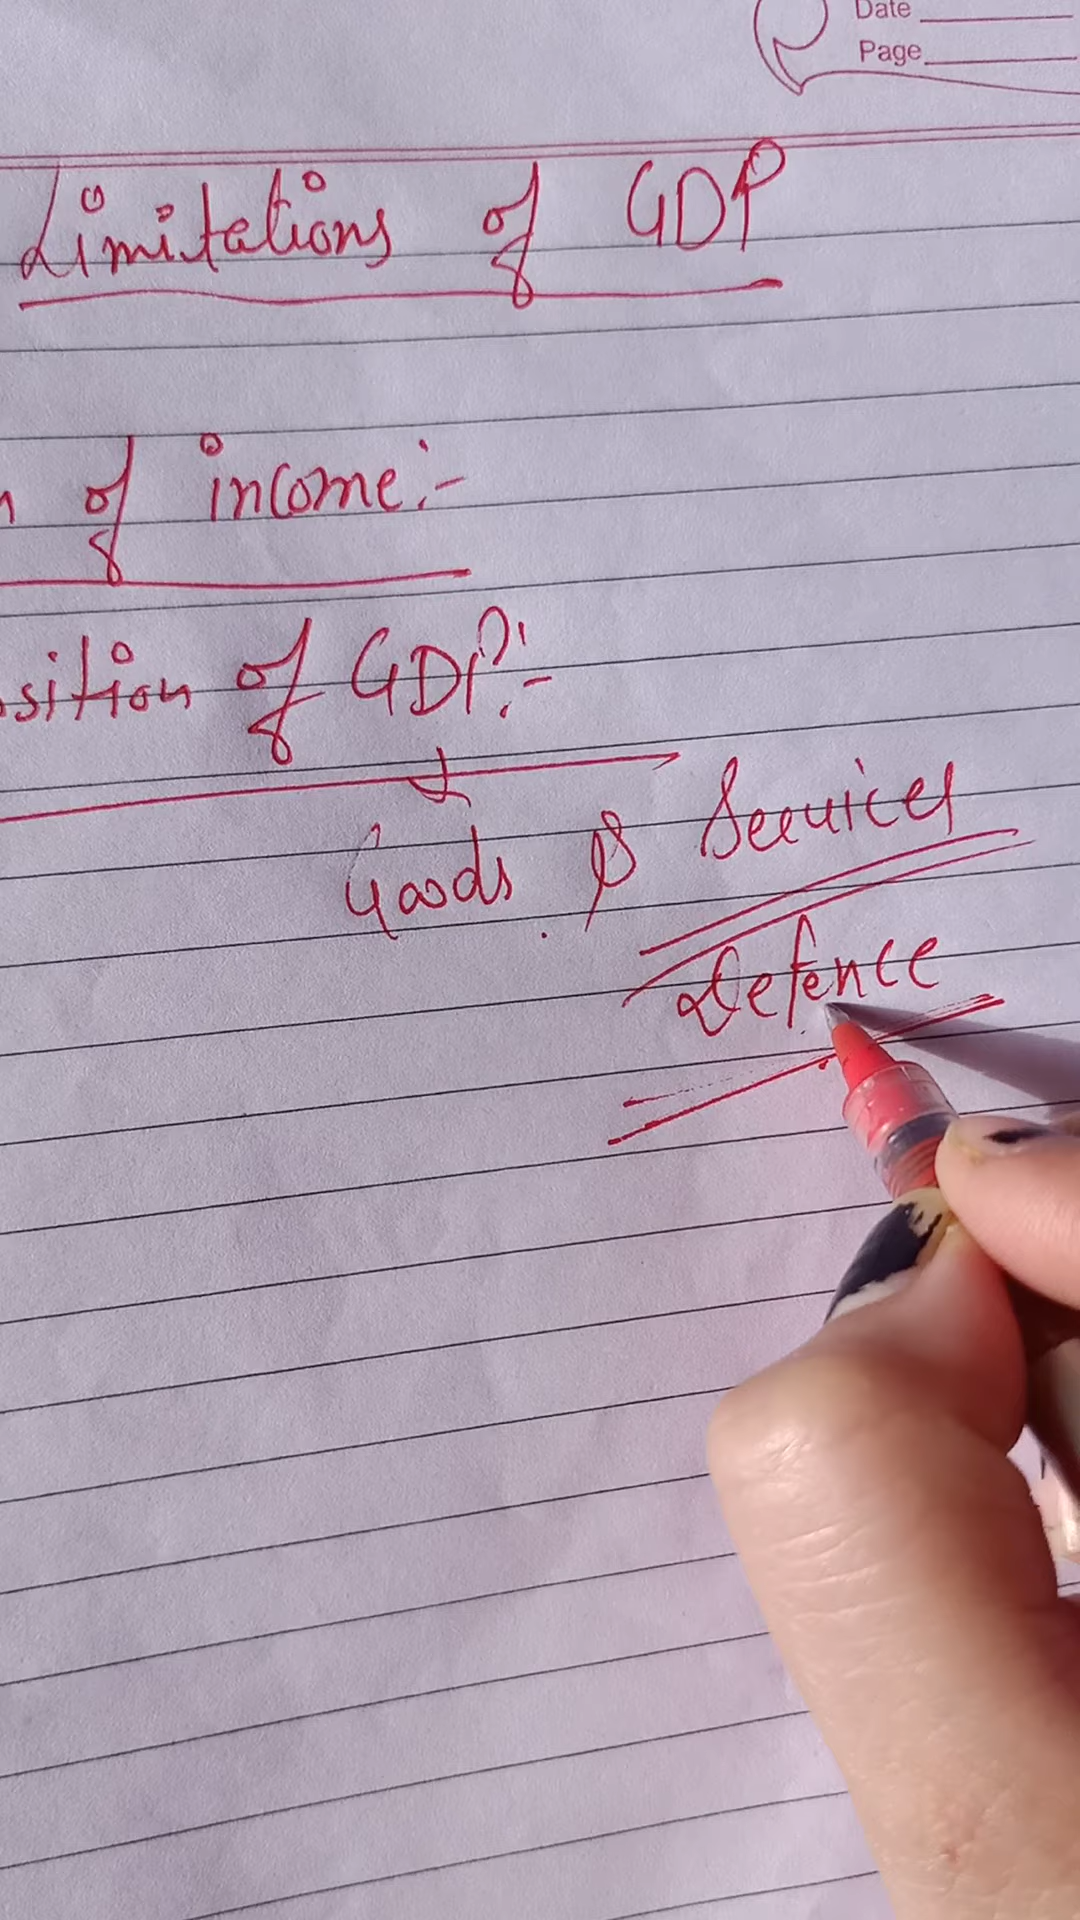 Date
Page
Limitations of GDP
n of income:-
sition of GDP:-
Goods & Services
Defence